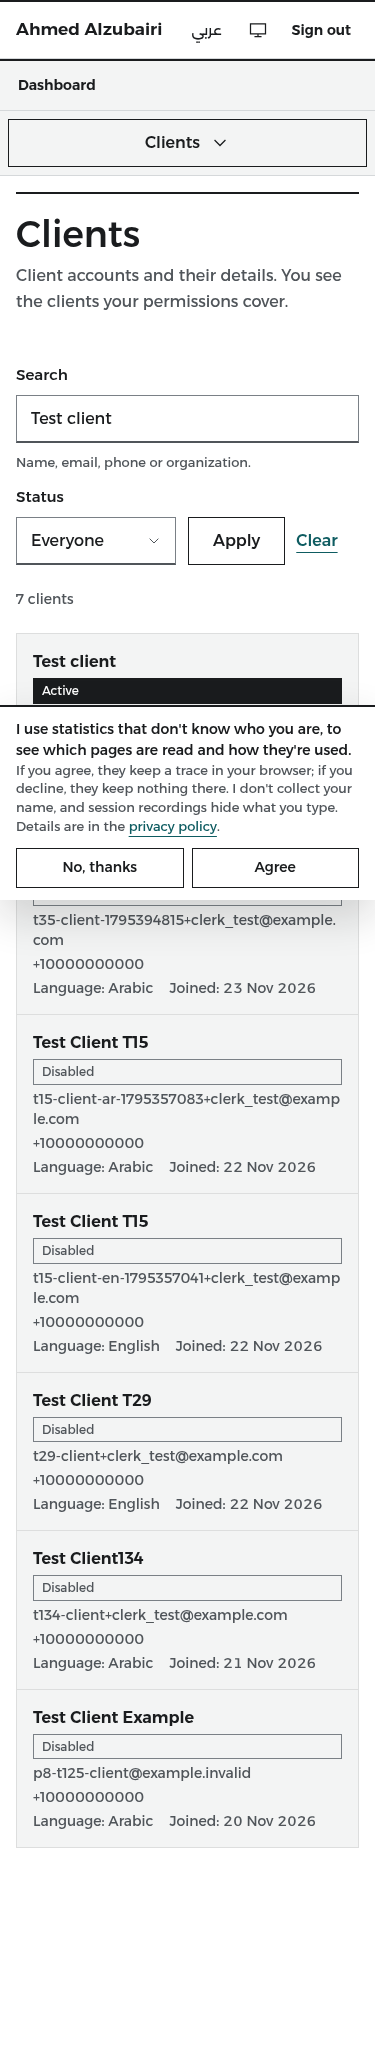 Ahmed Alzubairi
عربي
Sign out
Dashboard
Clients
Clients
Client accounts and their details. You see
the clients your permissions cover.
Search
Test client
Name, email, phone or organization.
Status
Everyone
Apply
Clear
7 clients
Test client
Active
I use statistics that don't know who you are, to
see which pages are read and how they're used.
If you agree, they keep a trace in your browser; if you
decline, they keep nothing there. I don't collect your
name, and session recordings hide what you type.
Details are in the privacy policy.
No, thanks
Agree
t35-client-1795394815+clerk_test@example.
com
+10000000000
Language: Arabic Joined: 23 Nov 2026
Test Client T15
Disabled
t15-client-ar-1795357083+clerk_test@examp
le.com
+10000000000
Language: Arabic Joined: 22 Nov 2026
Test Client T15
Disabled
t15-client-en-1795357041+clerk_test@examp
le.com
+10000000000
Language: English Joined: 22 Nov 2026
Test Client T29
Disabled
t29-client+clerk_test@example.com
+10000000000
Language: English Joined: 22 Nov 2026
Test Client134
Disabled
t134-client+clerk_test@example.com
+10000000000
Language: Arabic Joined: 21 Nov 2026
Test Client Example
Disabled
p8-t125-client@example.invalid
+10000000000
Language: Arabic Joined: 20 Nov 2026